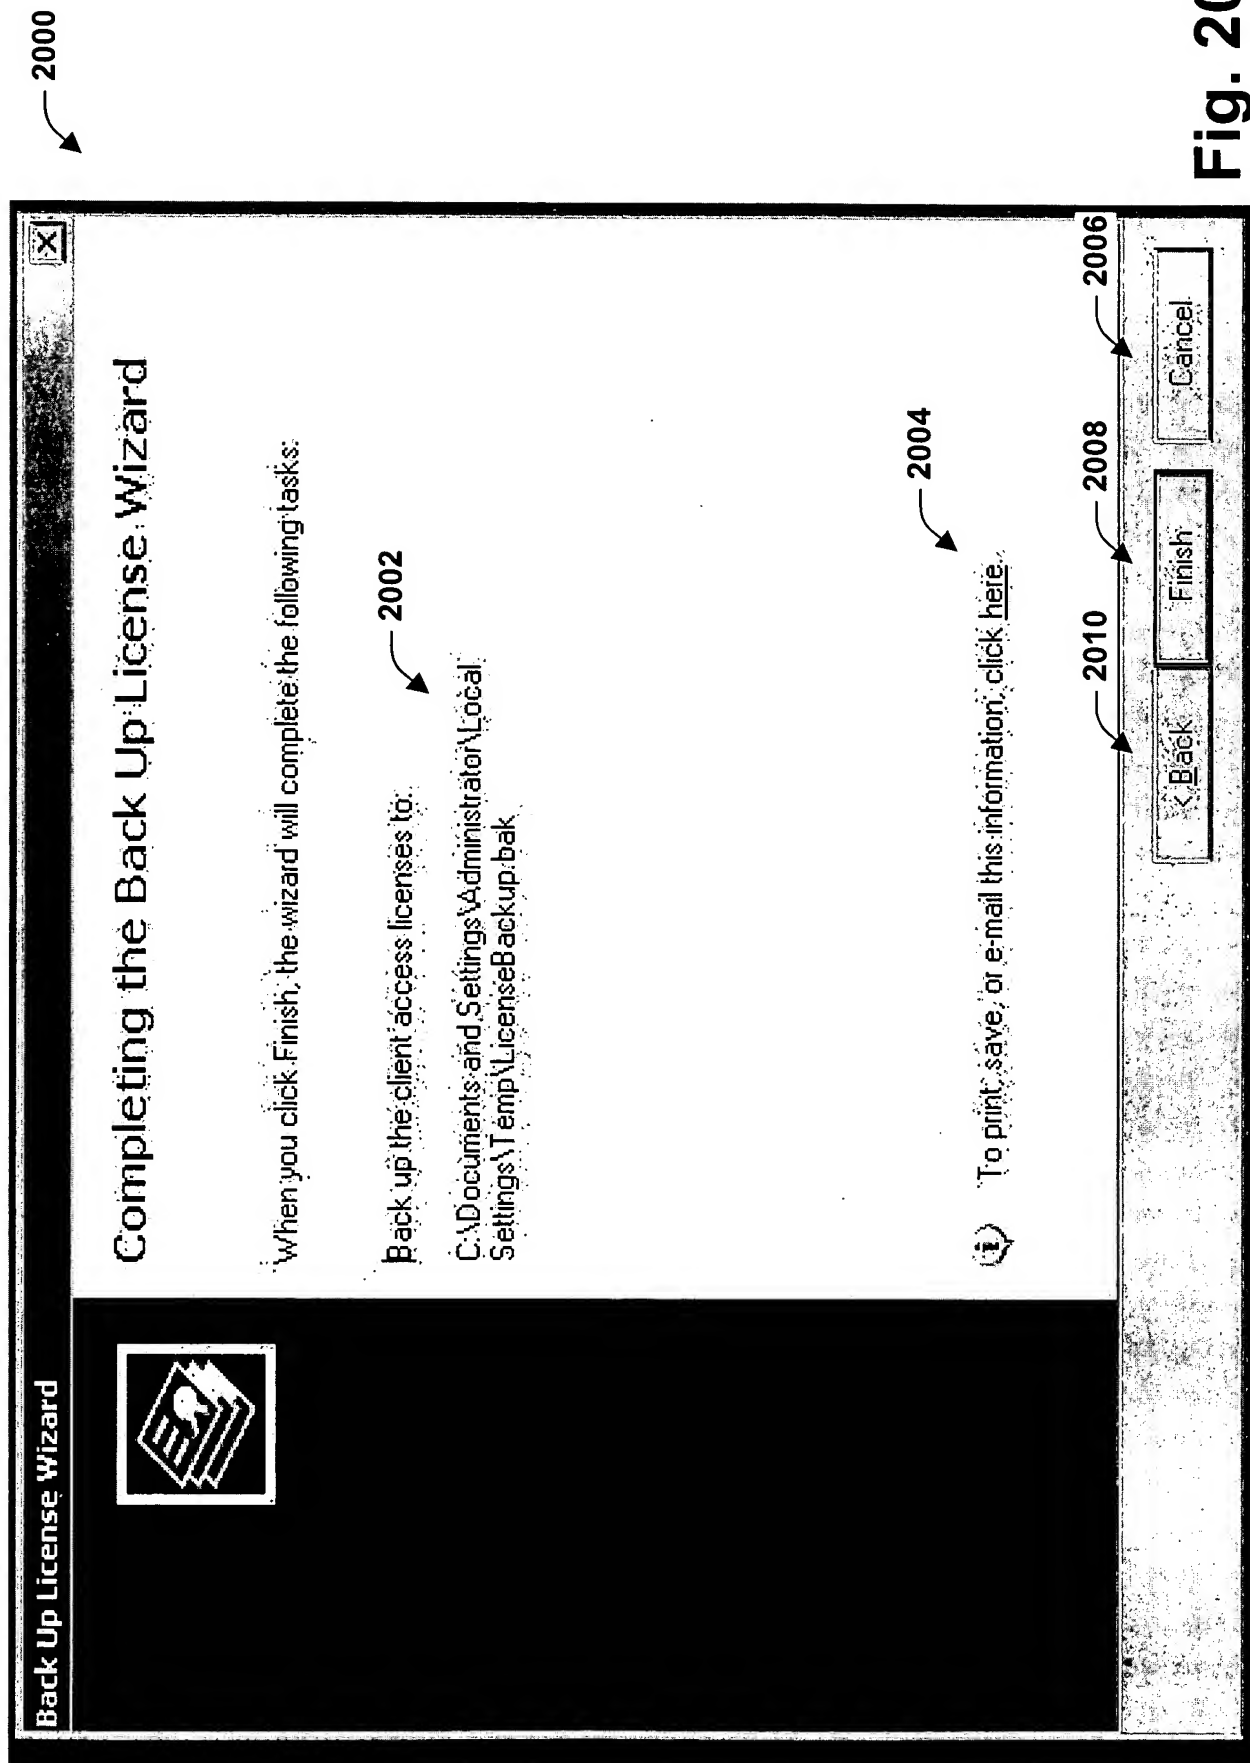 2000
Back Up License Wizard
Completing the Back Up License Wizard
When you click Finish, the wizard will complete the following tasks:
2002
Back up the client access licenses to:
C:\Documents and Settings\Administrator\Local
Settings\Temp\LicenseBackup.bak
2004
To print, save, or e-mail this information, click here.
2010
2008
2006
< Back
Finish
Cancel
Fig. 20